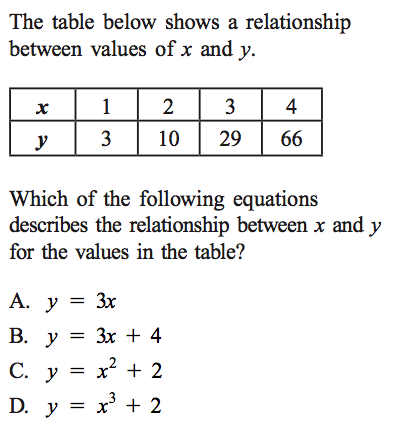 The table below shows a relationship
between values of x and y.
x 1 2 3 4
y 3 10 29 66
Which of the following equations
describes the relationship between x and y
for the values in the table?
A. y = 3x
B. y = 3x + 4
C. y = x² + 2
D. y = x³ + 2